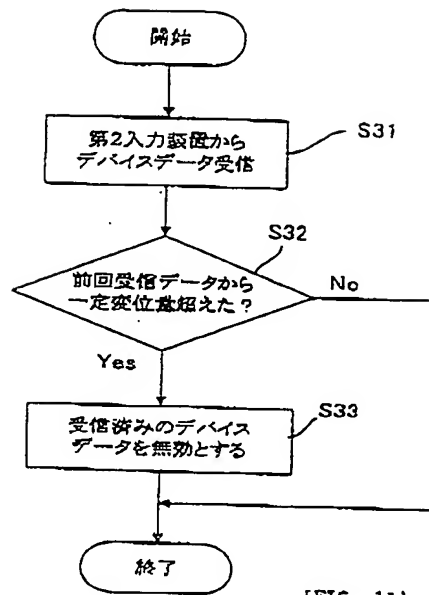 開始
第2入力装置から
デバイスデータ受信
S31
S32
前回受信データから
一定変位量超えた?
No
Yes
S33
受信済みのデバイス
データを無効とする
終了